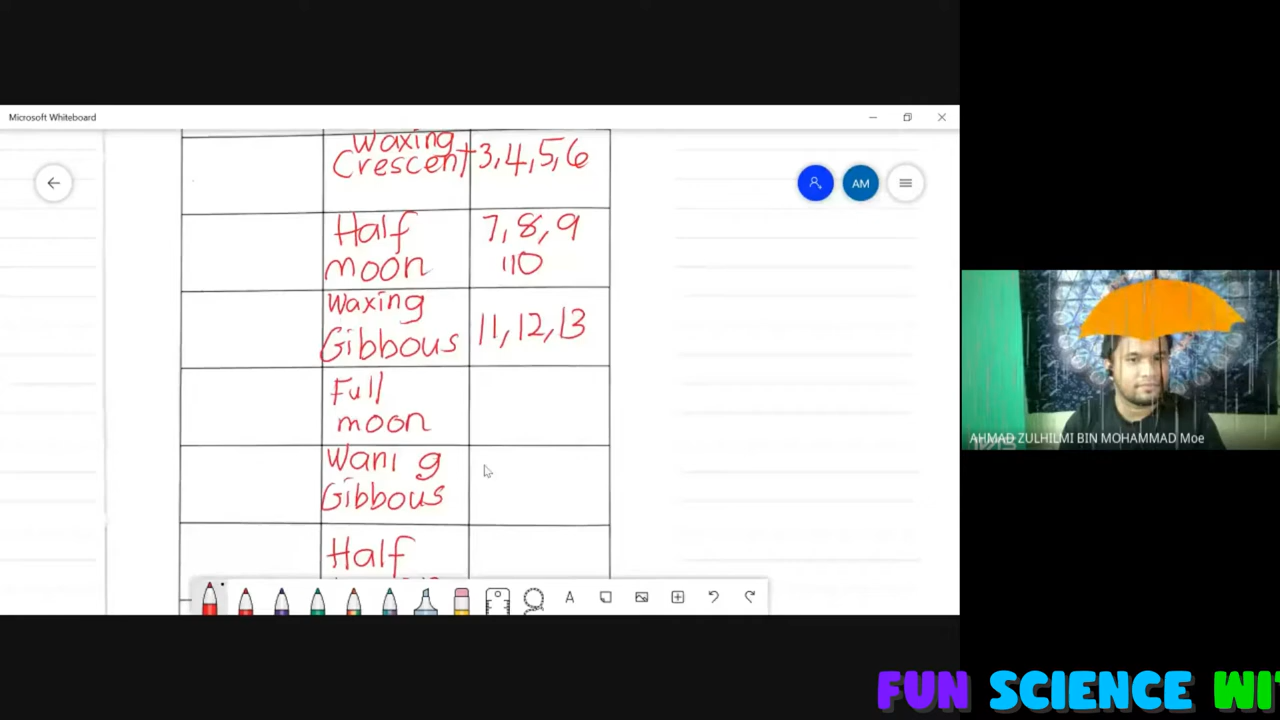 Microsoft Whiteboard
Waxing
Crescent
3,4,5,6
Half
moon
7,8,9
,10
Waxing
Gibbous
11,12,13
Full
moon
Wani g
Gibbous
Half
AM
A
AHMAD ZULHILMI BIN MOHAMMAD Moe
FUN SCIENCE WIT